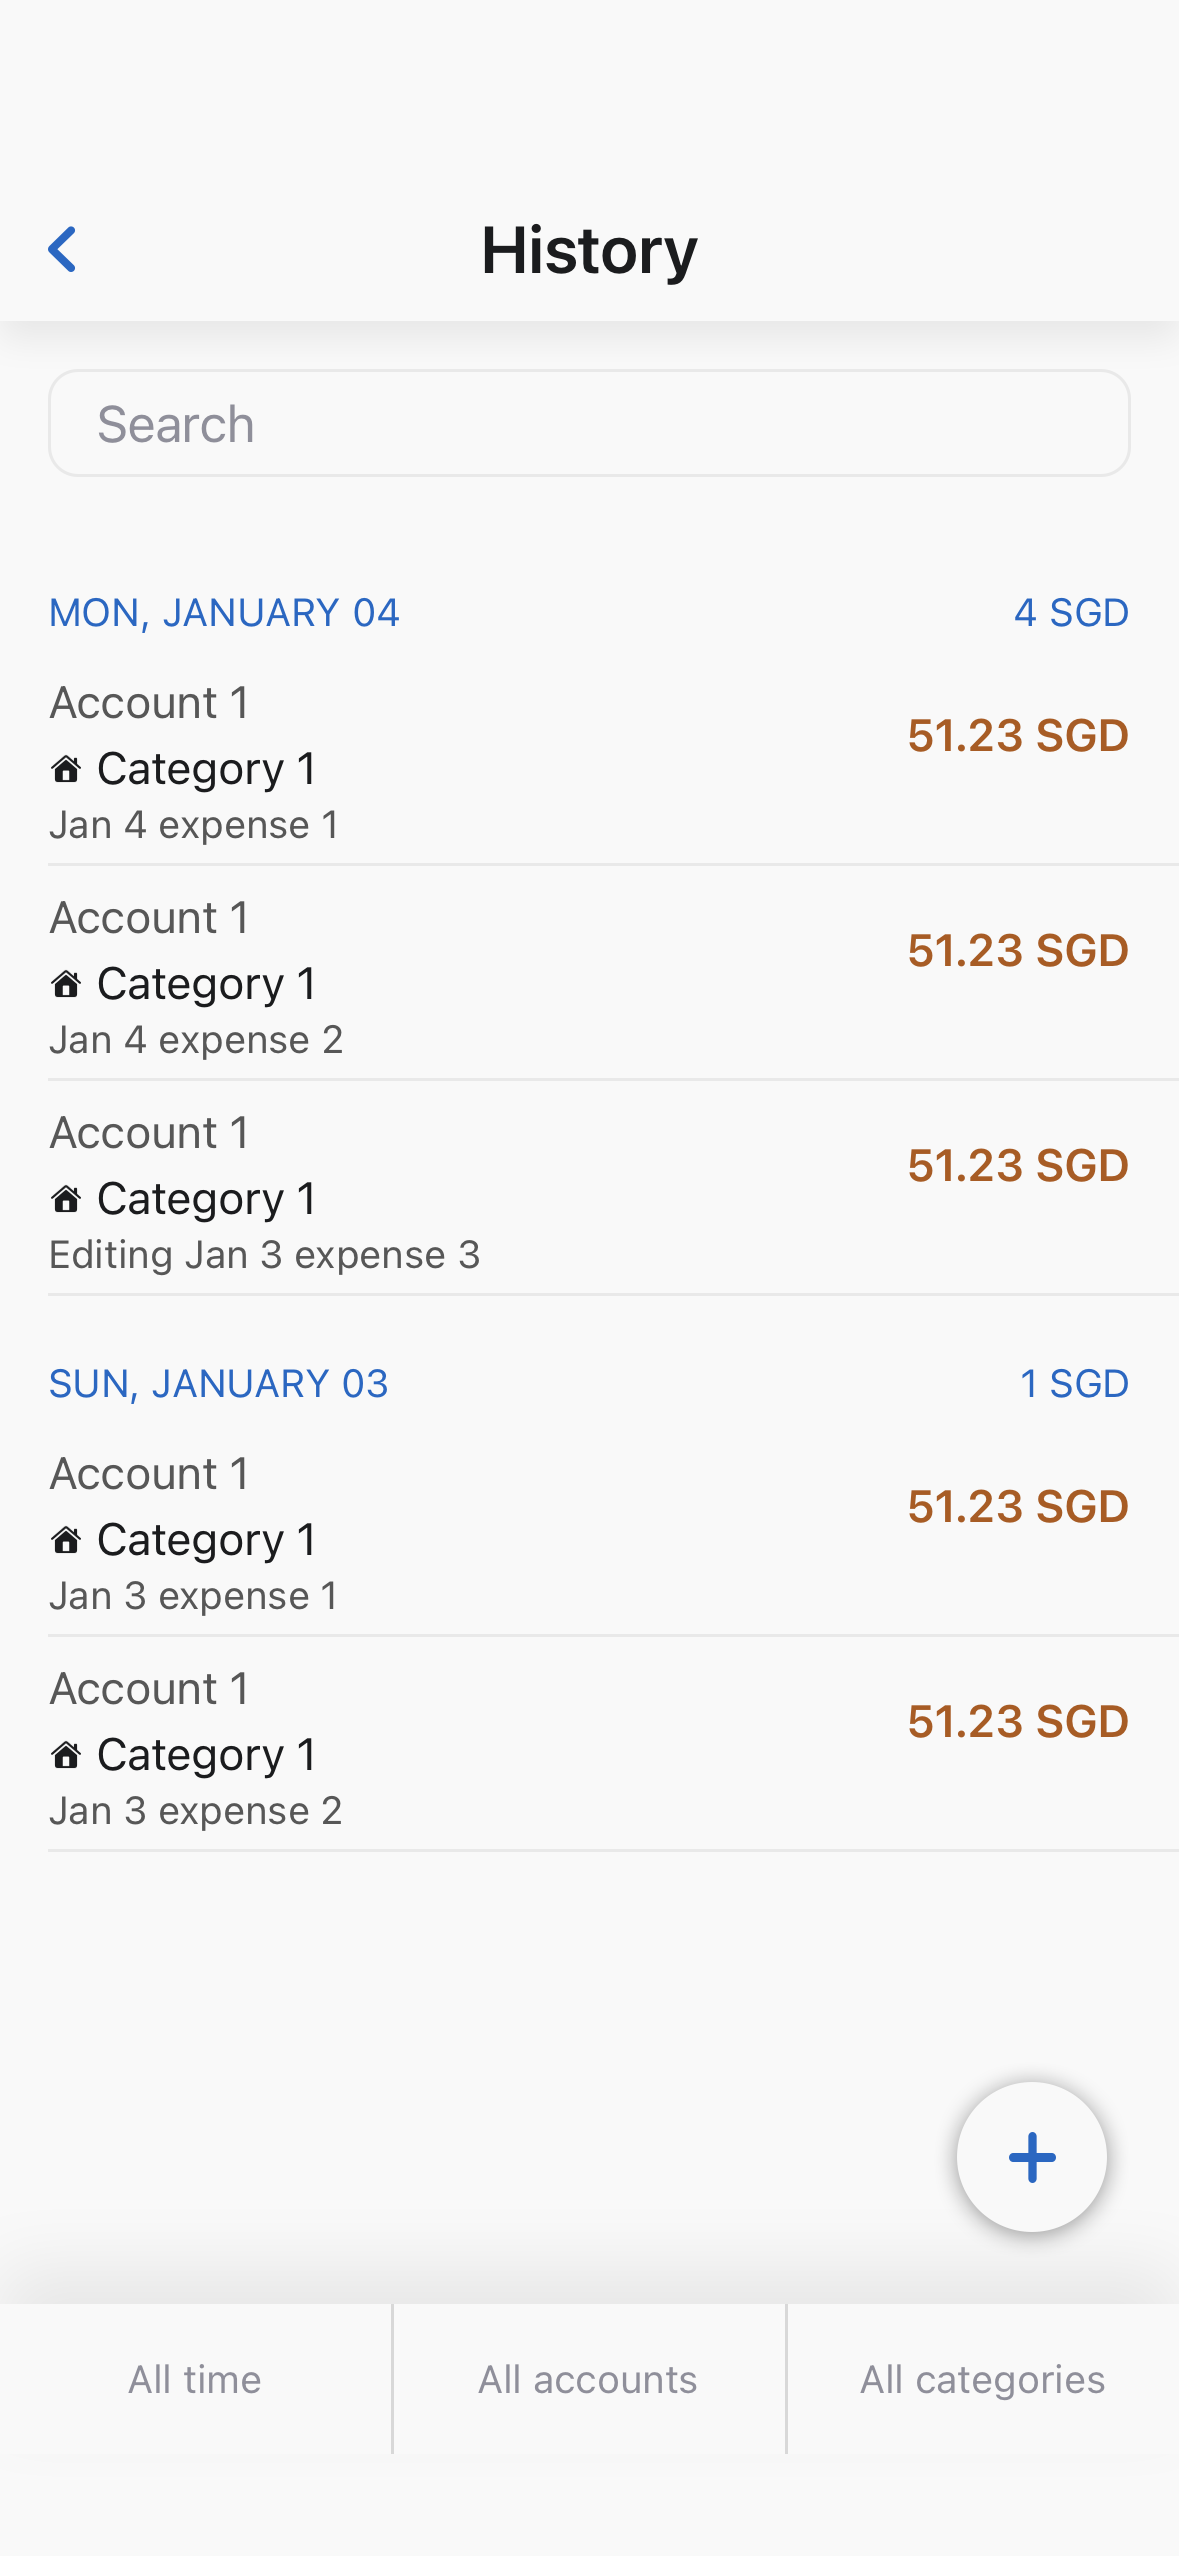 History
Search
MON, JANUARY 04 4 SGD
Account 1
51.23 SGD
Category 1
Jan 4 expense 1
Account 1
51.23 SGD
Category 1
Jan 4 expense 2
Account 1
51.23 SGD
Category 1
Editing Jan 3 expense 3
SUN, JANUARY 03 1 SGD
Account 1
51.23 SGD
Category 1
Jan 3 expense 1
Account 1
51.23 SGD
Category 1
Jan 3 expense 2
All time All accounts All categories